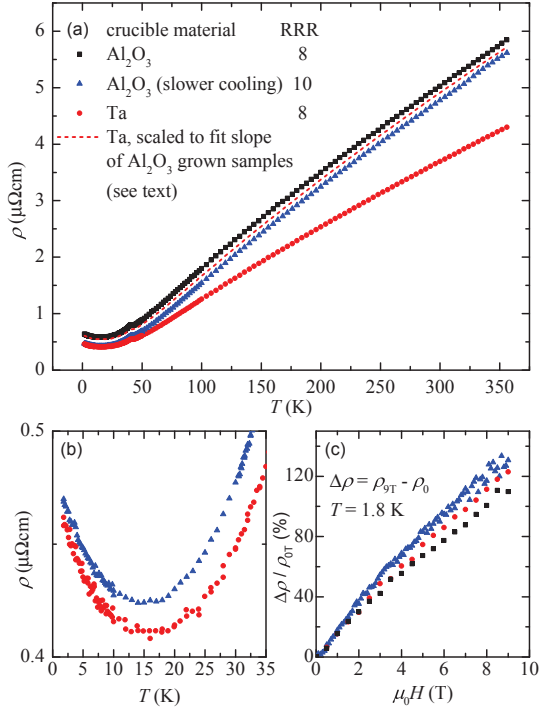 (a) crucible material RRR
Al₂O₃ 8
Al₂O₃ (slower cooling) 10
Ta 8
Ta, scaled to fit slope
of Al₂O₃ grown samples
(see text)
6
5
4
3
2
1
0
ρ (μΩcm)
0 50 100 150 200 250 300 350
T (K)
(b)
0.5
0.4
ρ (μΩcm)
0 5 10 15 20 25 30 35
T (K)
(c)
Δρ = ρ9T - ρ0
T = 1.8 K
120
80
40
0
Δρ / ρ0T (%)
0 2 4 6 8 10
μ₀H (T)